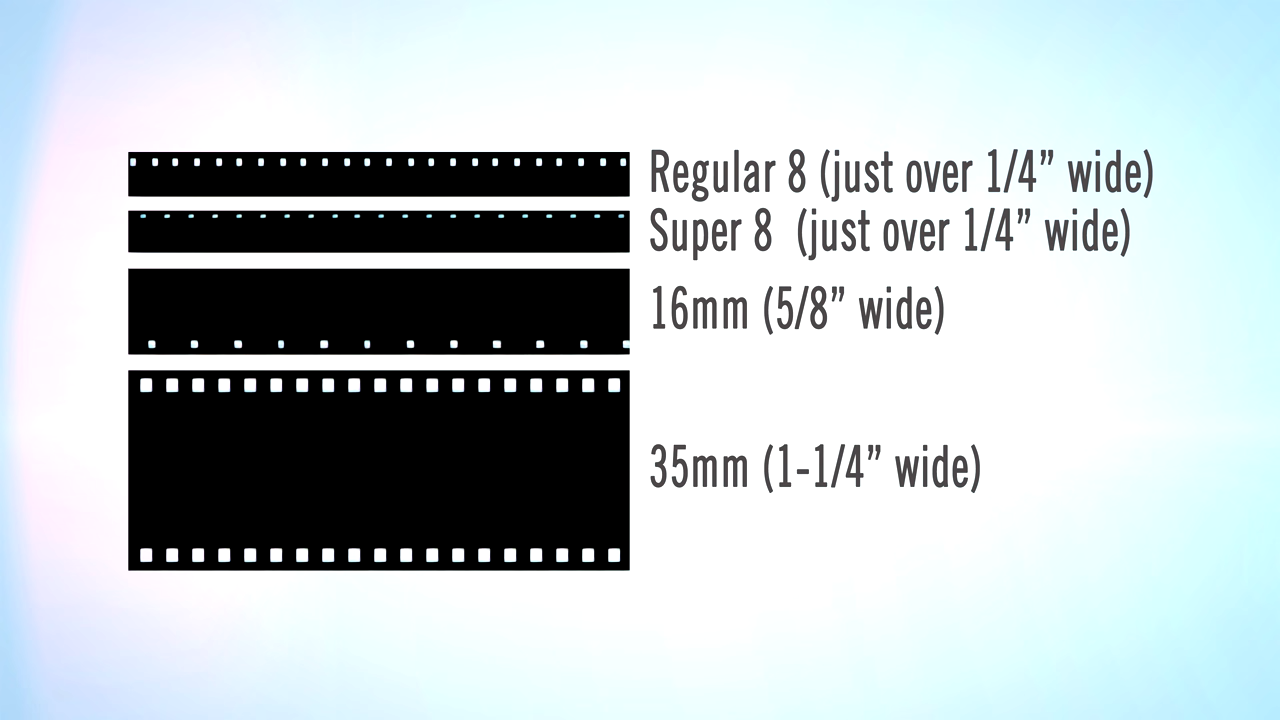 Regular 8 (just over 1/4” wide)
Super 8  (just over 1/4” wide)
16mm (5/8” wide)
35mm (1-1/4” wide)